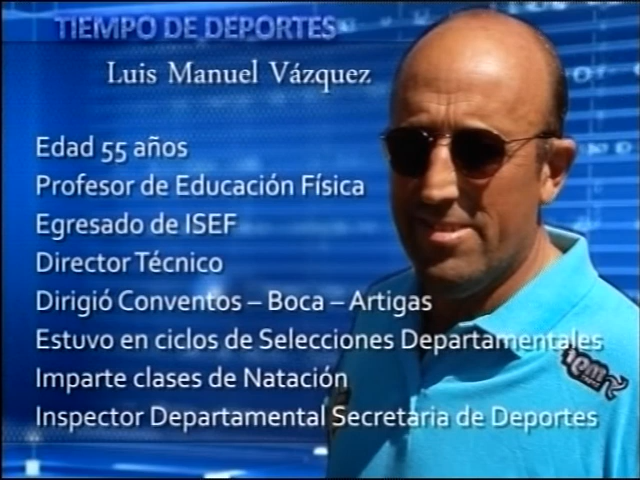 TIEMPO DE DEPORTES
Luis Manuel Vázquez
Edad 55 años
Profesor de Educación Física
Egresado de ISEF
Director Técnico
Dirigió Conventos – Boca – Artigas
Estuvo en ciclos de Selecciones Departamentales
Imparte clases de Natación
Inspector Departamental Secretaria de Deportes